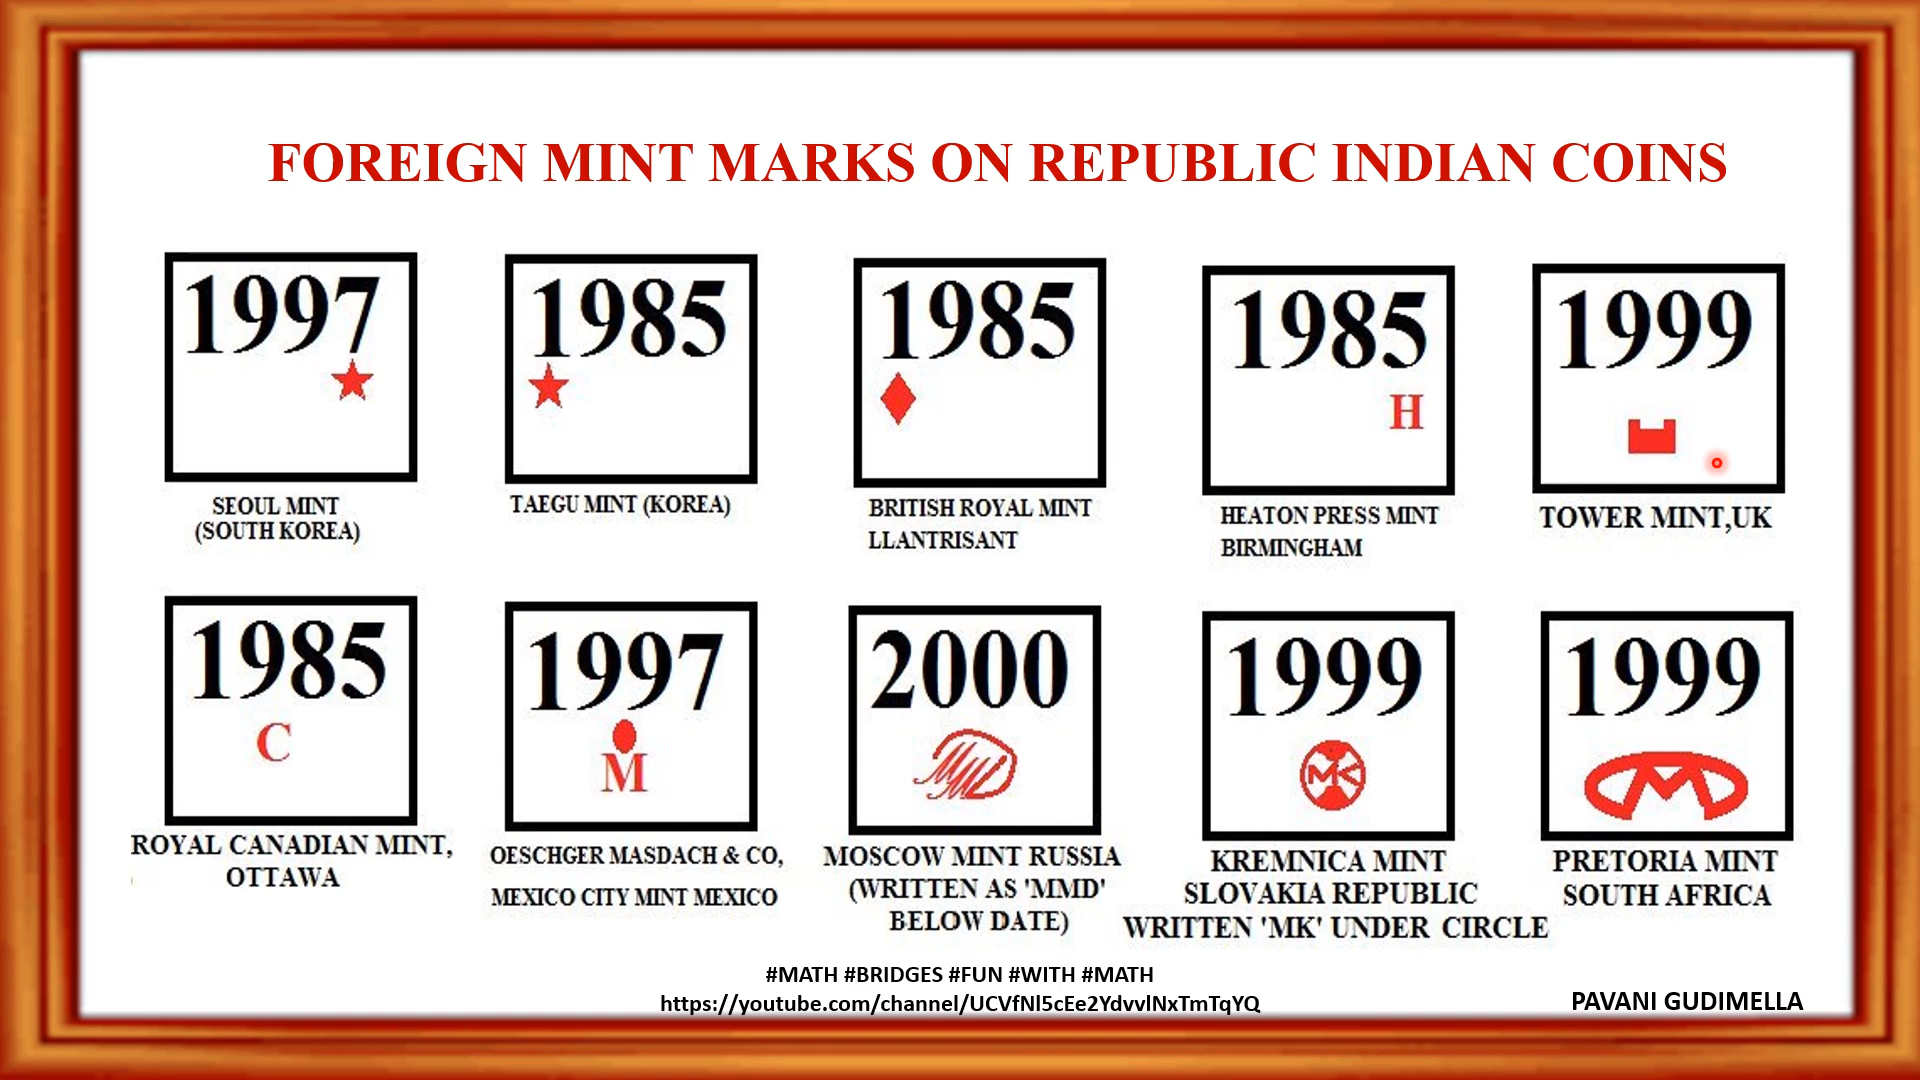 FOREIGN MINT MARKS ON REPUBLIC INDIAN COINS
1997
SEOUL MINT
(SOUTH KOREA)
1985
TAEGU MINT (KOREA)
1985
BRITISH ROYAL MINT
LLANTRISANT
1985
H
HEATON PRESS MINT
BIRMINGHAM
1999
TOWER MINT,UK
1985
C
ROYAL CANADIAN MINT,
OTTAWA
1997
M
OESCHGER MASDACH & CO,
MEXICO CITY MINT MEXICO
2000
MMD
MOSCOW MINT RUSSIA
(WRITTEN AS 'MMD'
BELOW DATE)
1999
MK
KREMNICA MINT
SLOVAKIA REPUBLIC
WRITTEN 'MK' UNDER CIRCLE
1999
M
PRETORIA MINT
SOUTH AFRICA
#MATH #BRIDGES #FUN #WITH #MATH
https://youtube.com/channel/UCVfNl5cEe2YdvvlNxTmTqYQ
PAVANI GUDIMELLA